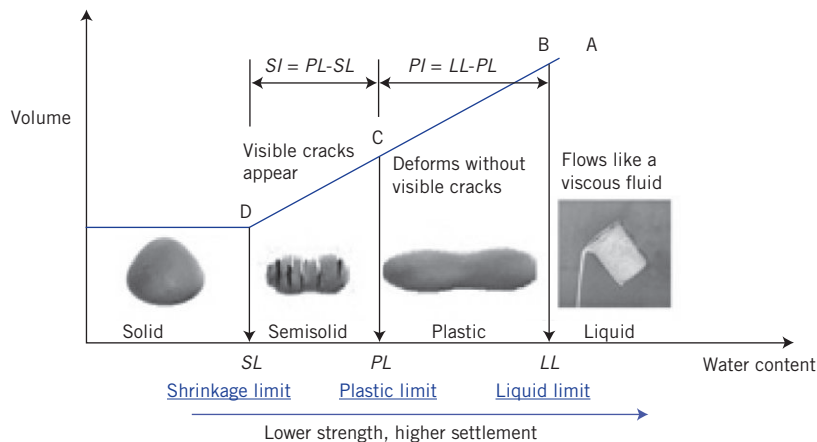 B
A
SI = PL-SL
PI = LL-PL
Volume
C
Visible cracks
appear
Deforms without
visible cracks
Flows like a
viscous fluid
D
Solid
Semisolid
Plastic
Liquid
SL
PL
LL
Water content
Shrinkage limit
Plastic limit
Liquid limit
Lower strength, higher settlement